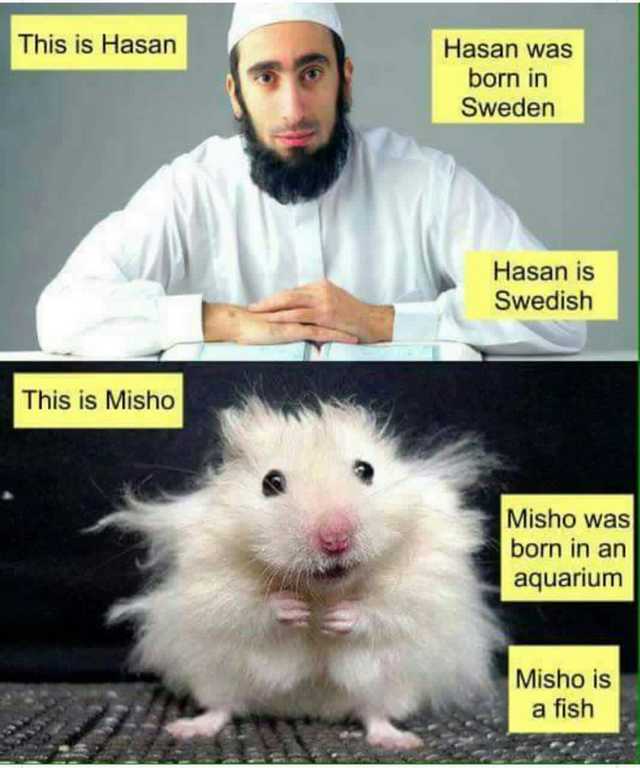 This is Hasan
Hasan was
born in
Sweden
Hasan is
Swedish
This is Misho
Misho was
born in an
aquarium
Misho is
a fish